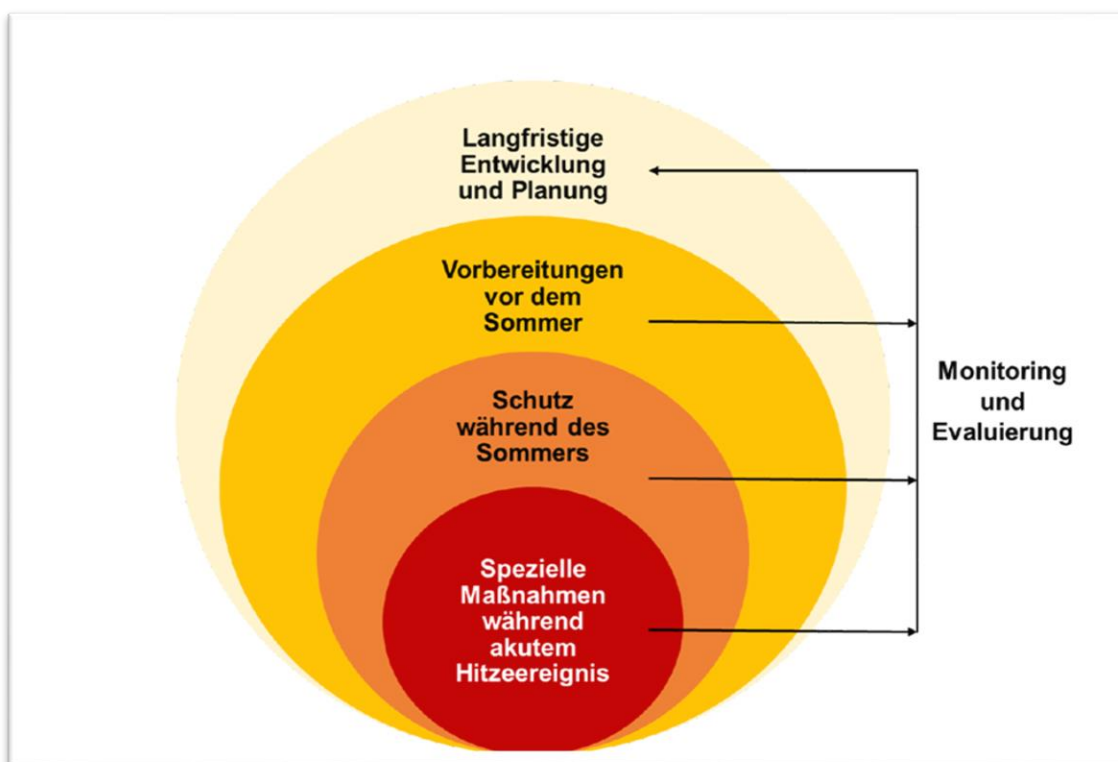 Langfristige
Entwicklung
und Planung
Vorbereitungen
vor dem
Sommer
Schutz
während des
Sommers
Spezielle
Maßnahmen
während
akutem
Hitzeereignis
Monitoring
und
Evaluierung